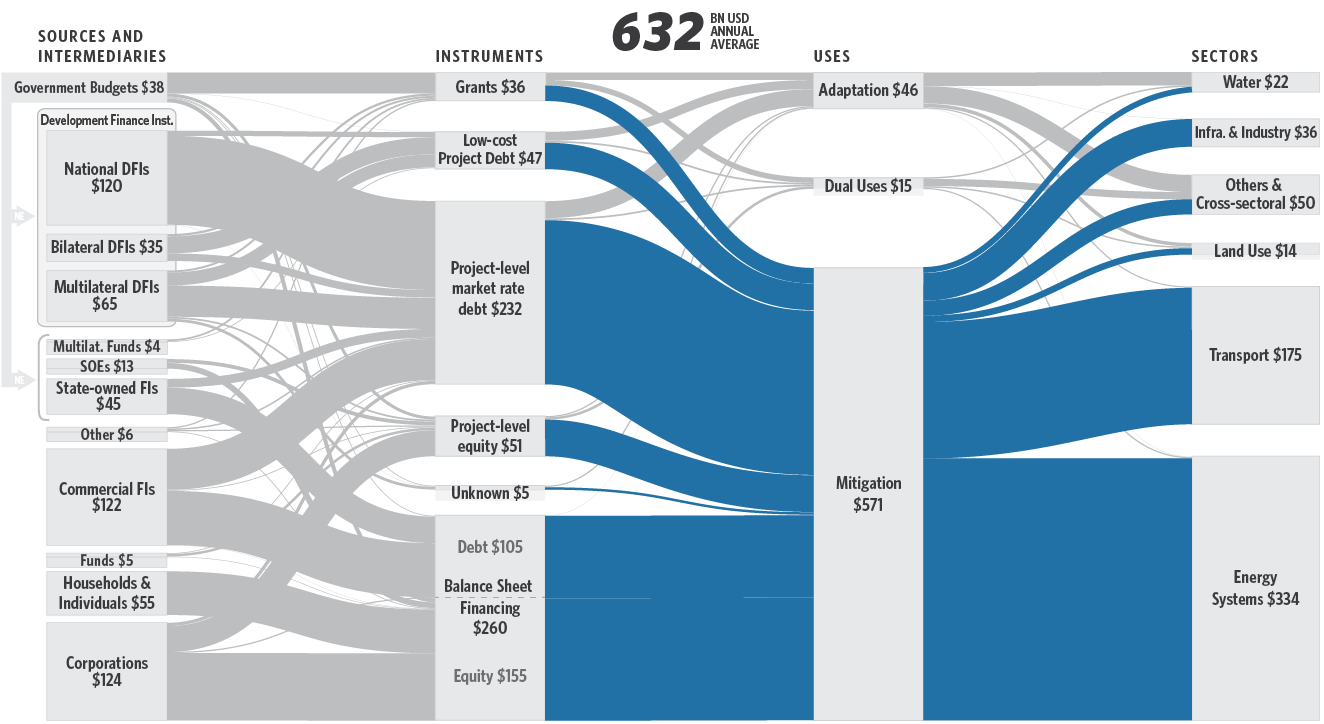 632
BN USD
ANNUAL
AVERAGE
SOURCES AND
INTERMEDIARIES
INSTRUMENTS
USES
SECTORS
Government Budgets $38
Development Finance Inst.
National DFIs
$120
Bilateral DFIs $35
Multilateral DFIs
$65
NE
Multilat. Funds $4
SOEs $13
State-owned FIs
$45
NE
Other $6
Commercial FIs
$122
Funds $5
Households &
Individuals $55
Corporations
$124
Grants $36
Low-cost
Project Debt $47
Project-level
market rate
debt $232
Project-level
equity $51
Unknown $5
Debt $105
Balance Sheet
Financing
$260
Equity $155
Adaptation $46
Dual Uses $15
Mitigation
$571
Water $22
Infra. & Industry $36
Others &
Cross-sectoral $50
Land Use $14
Transport $175
Energy
Systems $334